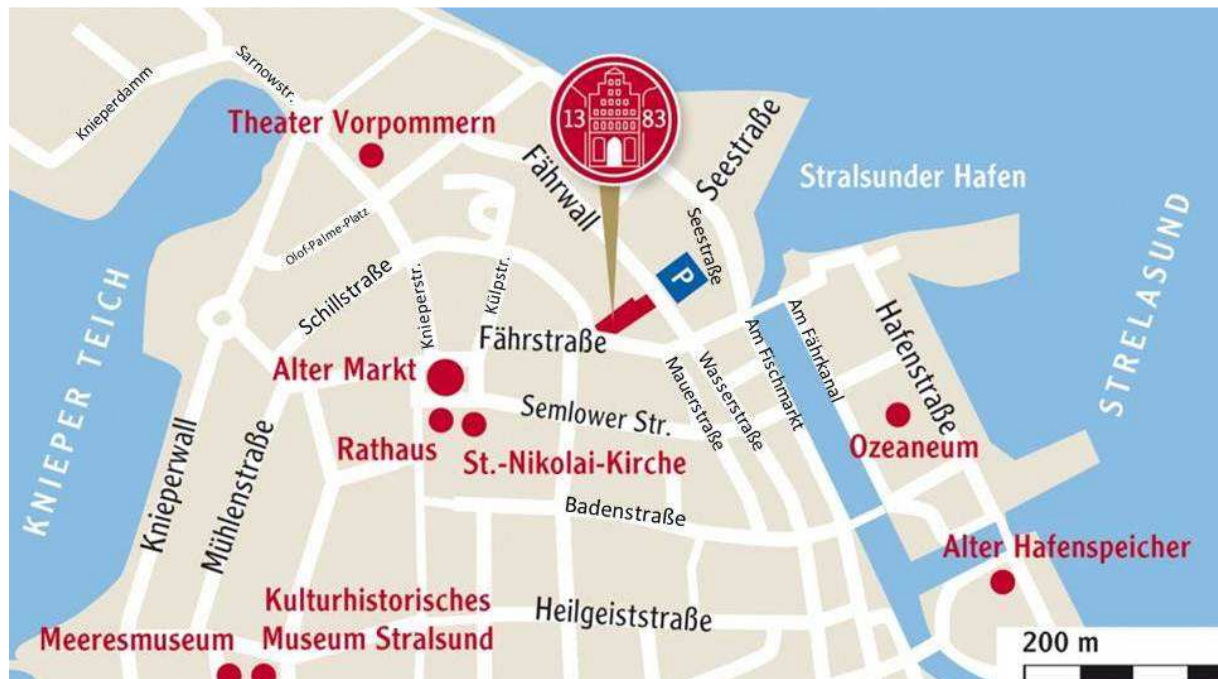 Sarnowstr.
Knieperdamm
Theater Vorpommern
13 83
Fährwall
Seestraße
Seestraße
Stralsunder Hafen
STRELASUND
Olof-Palme-Platz
Schillstraße
Knieperstr.
Külpstr.
P
KNIEPER TEICH
Fährstraße
Am Fährkanal
Hafenstraße
Am Fischmarkt
Wasserstraße
Mauerstraße
Alter Markt
Semlower Str.
Rathaus
St.-Nikolai-Kirche
Ozeaneum
Knieperwall
Mühlenstraße
Badenstraße
Alter Hafenspeicher
Kulturhistorisches
Museum Stralsund
Meeresmuseum
Heilgeiststraße
200 m